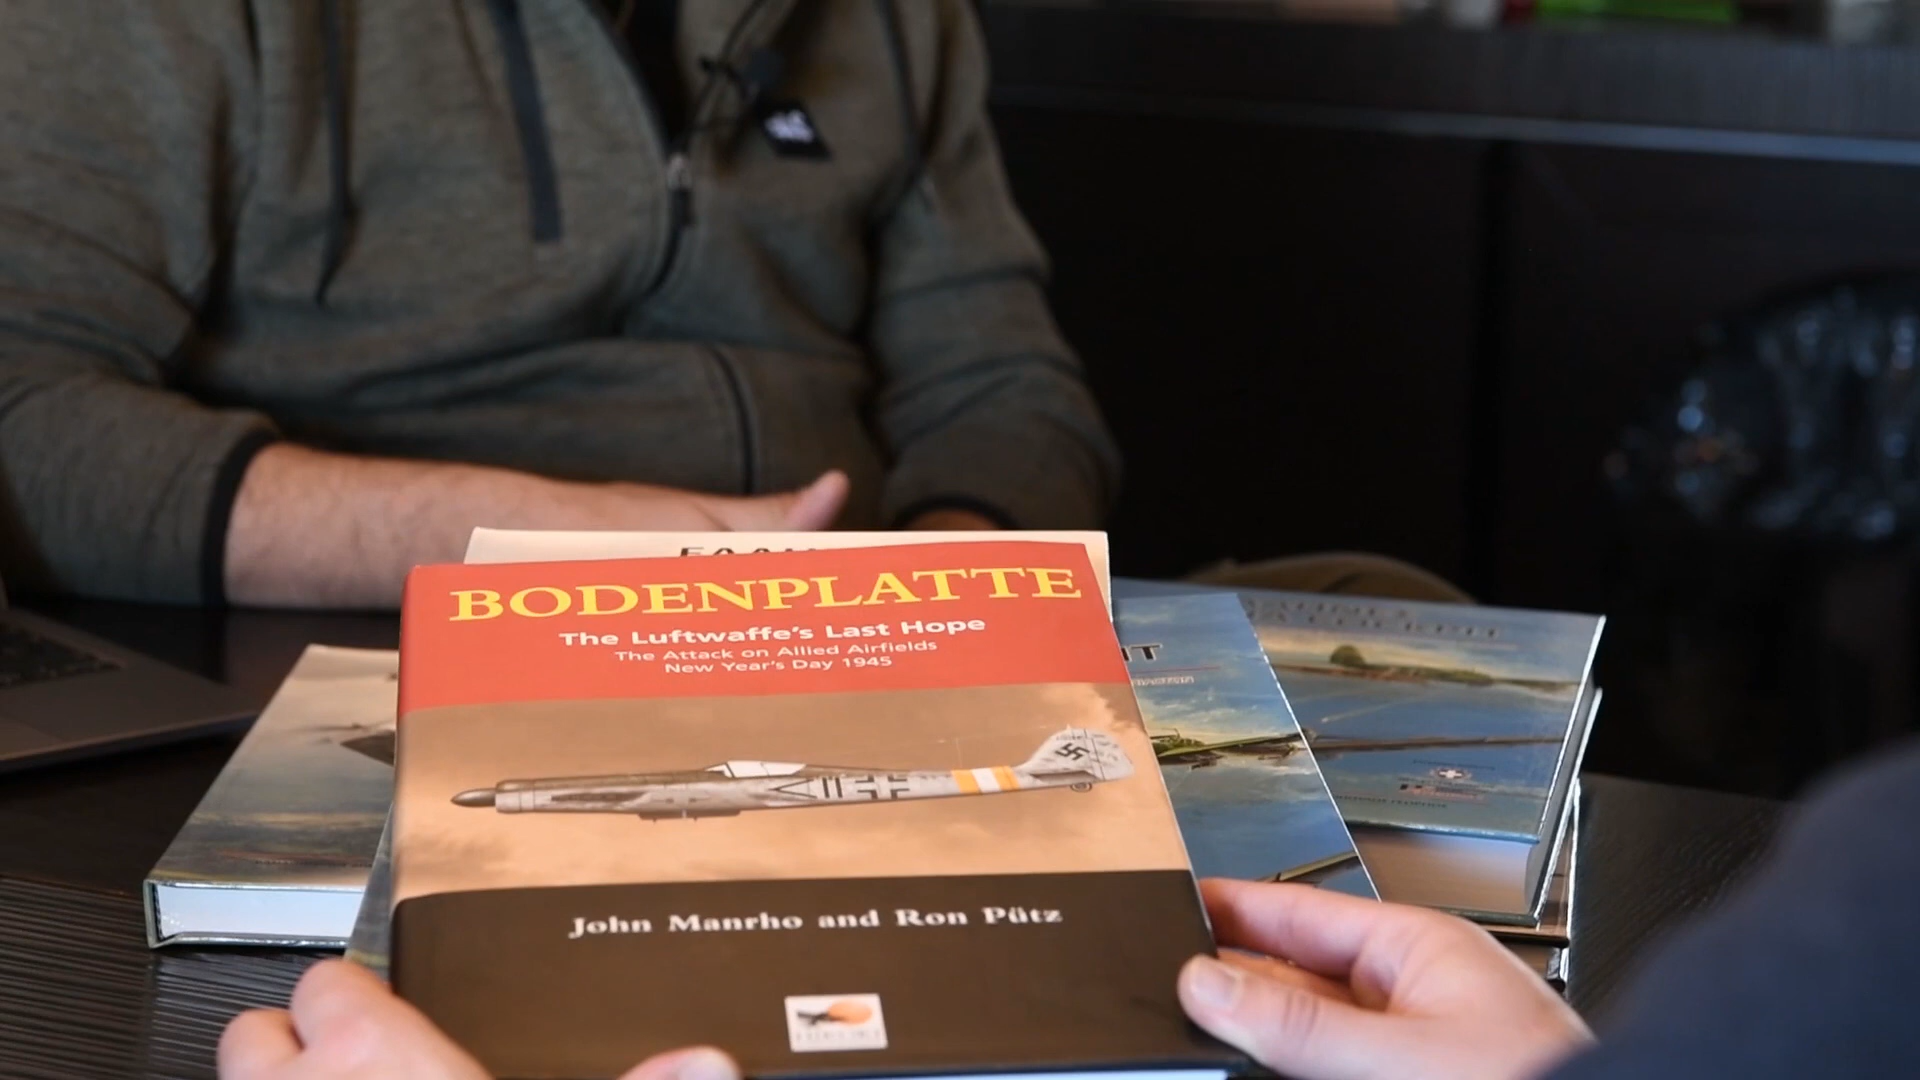 BODENPLATTE
The Luftwaffe's Last Hope
The Attack on Allied Airfields
New Year's Day 1945
John Manrho and Ron Pütz